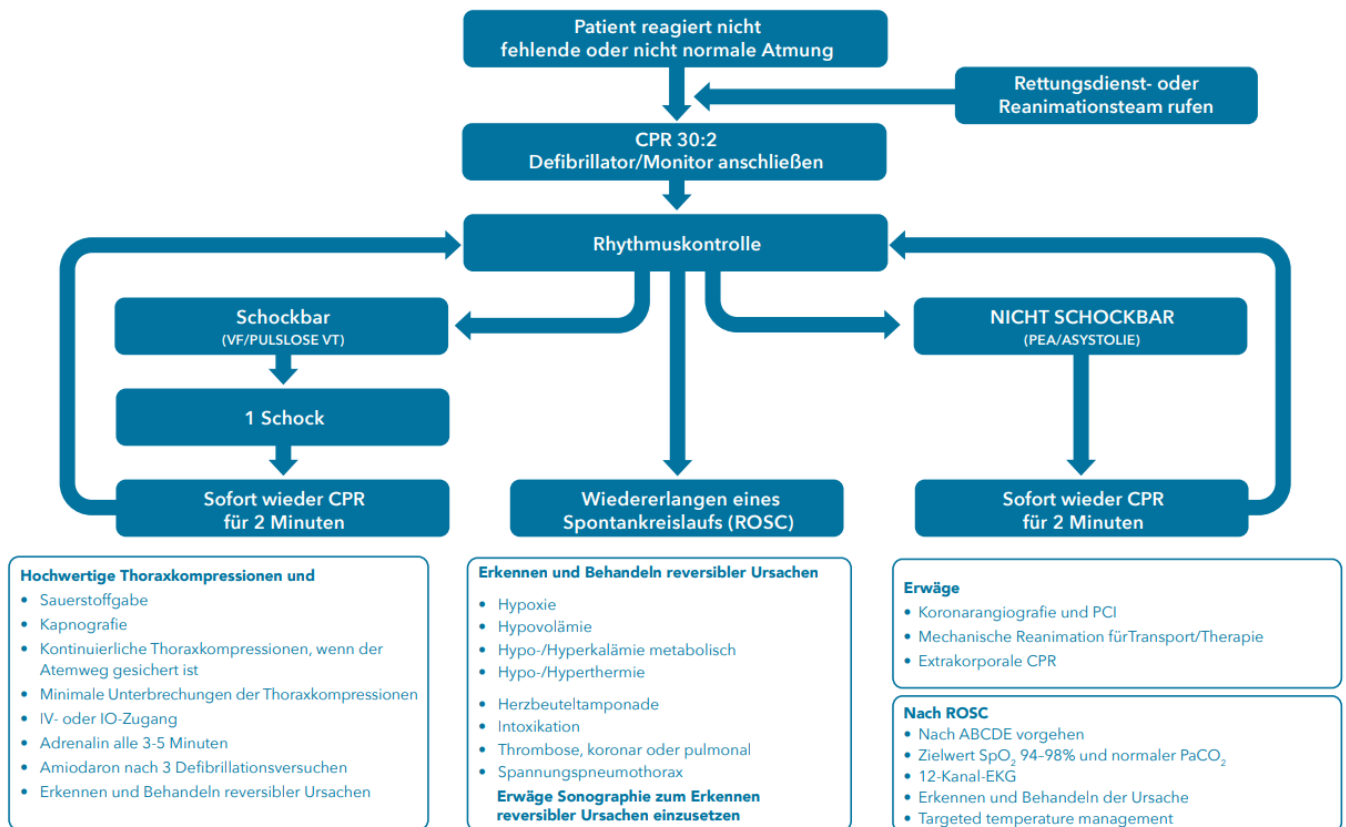 Patient reagiert nicht
fehlende oder nicht normale Atmung
Rettungsdienst- oder
Reanimationsteam rufen
CPR 30:2
Defibrillator/Monitor anschließen
Rhythmuskontrolle
Schockbar
(VF/PULSLOSE VT)
NICHT SCHOCKBAR
(PEA/ASYSTOLIE)
1 Schock
Sofort wieder CPR
für 2 Minuten
Wiedererlangen eines
Spontankreislaufs (ROSC)
Sofort wieder CPR
für 2 Minuten
Hochwertige Thoraxkompressionen und
• Sauerstoffgabe
• Kapnografie
• Kontinuierliche Thoraxkompressionen, wenn der
Atemweg gesichert ist
• Minimale Unterbrechungen der Thoraxkompressionen
• IV- oder IO-Zugang
• Adrenalin alle 3-5 Minuten
• Amiodaron nach 3 Defibrillationsversuchen
• Erkennen und Behandeln reversibler Ursachen
Erkennen und Behandeln reversibler Ursachen
• Hypoxie
• Hypovolämie
• Hypo-/Hyperkalämie metabolisch
• Hypo-/Hyperthermie
• Herzbeuteltamponade
• Intoxikation
• Thrombose, koronar oder pulmonal
• Spannungspneumothorax
Erwäge Sonographie zum Erkennen
reversibler Ursachen einzusetzen
Erwäge
• Koronarangiografie und PCI
• Mechanische Reanimation fürTransport/Therapie
• Extrakorporale CPR
Nach ROSC
• Nach ABCDE vorgehen
• Zielwert SpO₂ 94–98% und normaler PaCO₂
• 12-Kanal-EKG
• Erkennen und Behandeln der Ursache
• Targeted temperature management